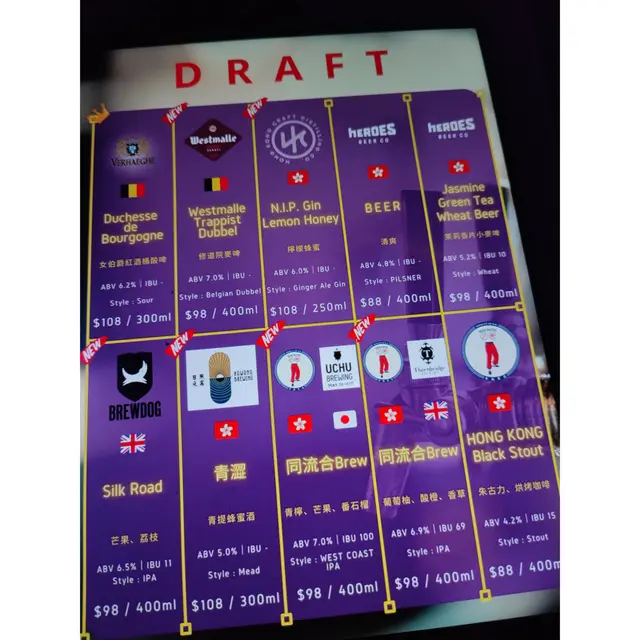 DRAFT
NEW
VERHAEGHE
Duchesse
de
Bourgogne
女伯爵紅酒桶酸啤
ABV 6.2% | IBU -
Style : Sour
$108 / 300ml
NEW
Westmalle
Westmalle
Trappist
Dubbel
修道院麥啤
ABV 7.0% | IBU -
Style : Belgian Dubbel
$98 / 400ml
HONG KONG CRAFT DISTILLING CO.
N.I.P. Gin
Lemon Honey
檸檬蜂蜜
ABV 6.0% | IBU -
Style : Ginger Ale Gin
$108 / 250ml
HEROES
BEER CO
BEER
清爽
ABV 4.8% | IBU -
Style : PILSNER
$88 / 400ml
HEROES
BEER CO
Jasmine
Green Tea
Wheat Beer
茉莉雪片小麥啤
ABV 5.2% | IBU 10
Style : Wheat
$98 / 400ml
NEW
BREWDOG
Silk Road
芒果、荔枝
ABV 6.5% | IBU 11
Style : IPA
$98 / 400ml
NEW
青澀
青提蜂蜜酒
ABV 5.0% | IBU -
Style : Mead
$108 / 300ml
NEW
UCHU
BREWING
同流合Brew
青檸、芒果、番石榴
ABV 7.0% | IBU 100
Style : WEST COAST
IPA
$98 / 400ml
NEW
Thornbridge
同流合Brew
葡萄柚、酸橙、香草
ABV 6.9% | IBU 69
Style : IPA
$98 / 400ml
HONG KONG
Black Stout
朱古力、烘烤咖啡
ABV 4.2% | IBU 15
Style : Stout
$88 / 400ml